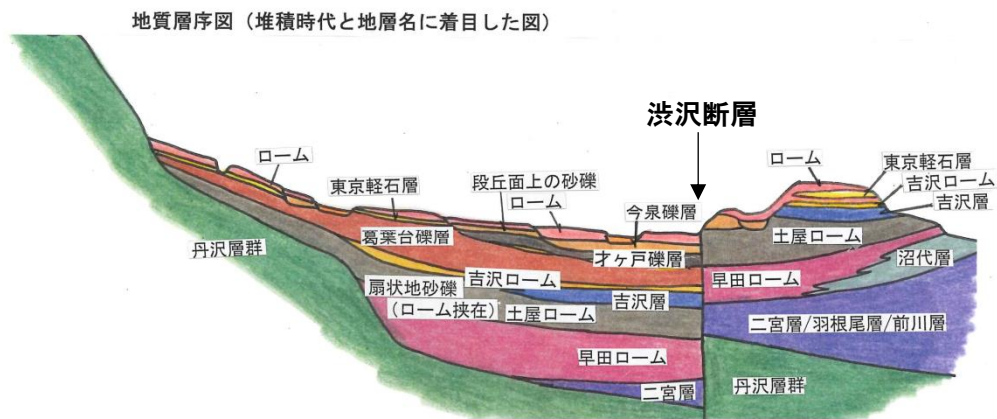 地質層序図（堆積時代と地層名に着目した図）
渋沢断層
ローム
東京軽石層
段丘面上の砂礫
ローム
今泉礫層
ローム
東京軽石層
吉沢ローム
吉沢層
葛葉台礫層
才ヶ戸礫層
土屋ローム
沼代層
丹沢層群
扇状地砂礫
（ローム挟在）
吉沢ローム
吉沢層
土屋ローム
早田ローム
早田ローム
二宮層/羽根尾層/前川層
二宮層
丹沢層群